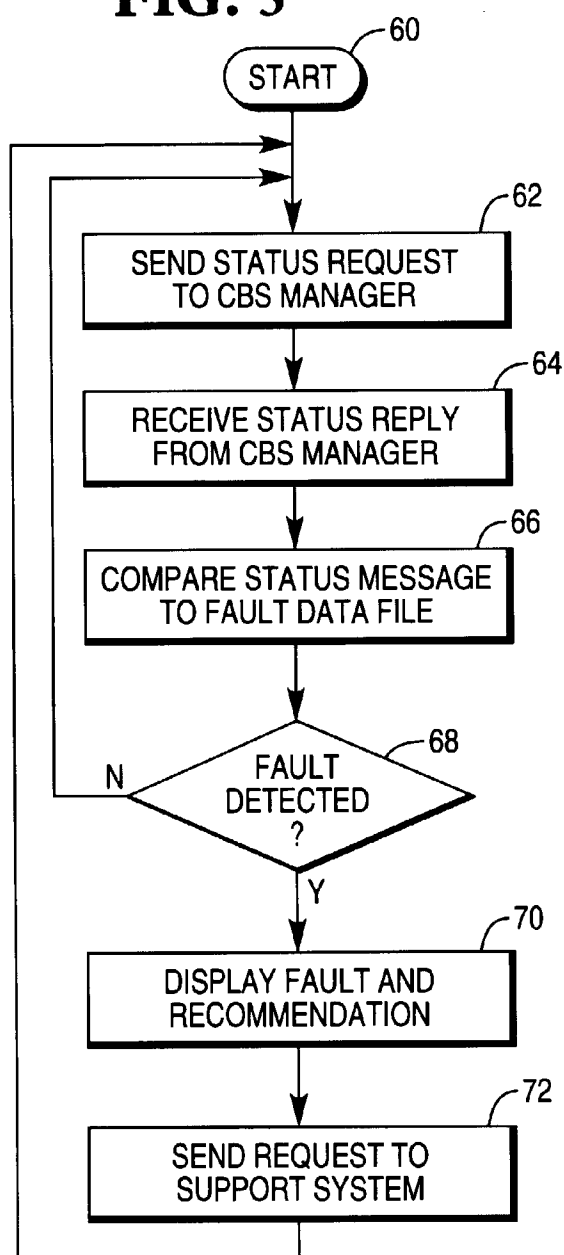 FIG. 3
60
START
62
SEND STATUS REQUEST
TO CBS MANAGER
64
RECEIVE STATUS REPLY
FROM CBS MANAGER
66
COMPARE STATUS MESSAGE
TO FAULT DATA FILE
68
FAULT
DETECTED
?
N
Y
70
DISPLAY FAULT AND
RECOMMENDATION
72
SEND REQUEST TO
SUPPORT SYSTEM